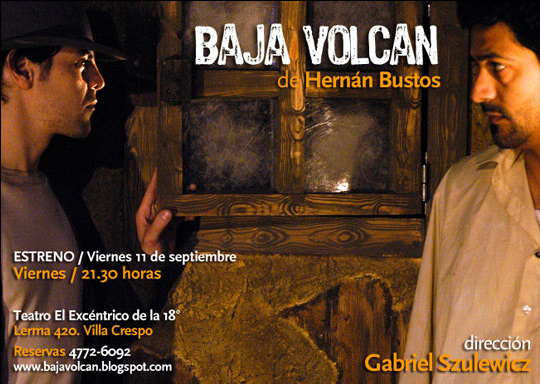 BAJA VOLCAN
de Hernán Bustos
ESTRENO / Viernes 11 de septiembre
Viernes / 21.30 horas
Teatro El Excéntrico de la 18°
Lerma 420. Villa Crespo
Reservas 4772-6092
www.bajavolcan.blogspot.com
dirección
Gabriel Szulewicz